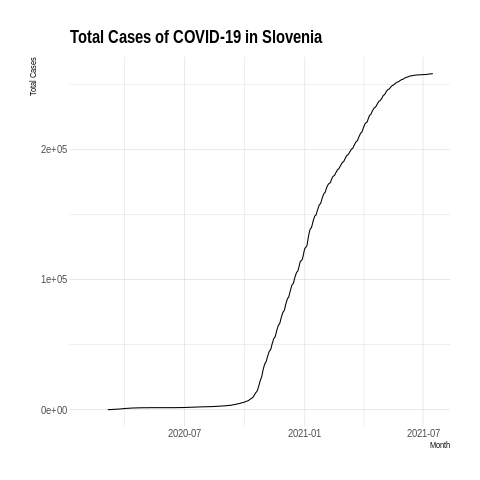 Total Cases of COVID-19 in Slovenia
Total Cases
2e+05
1e+05
0e+00
2020-07 2021-01 2021-07
Month